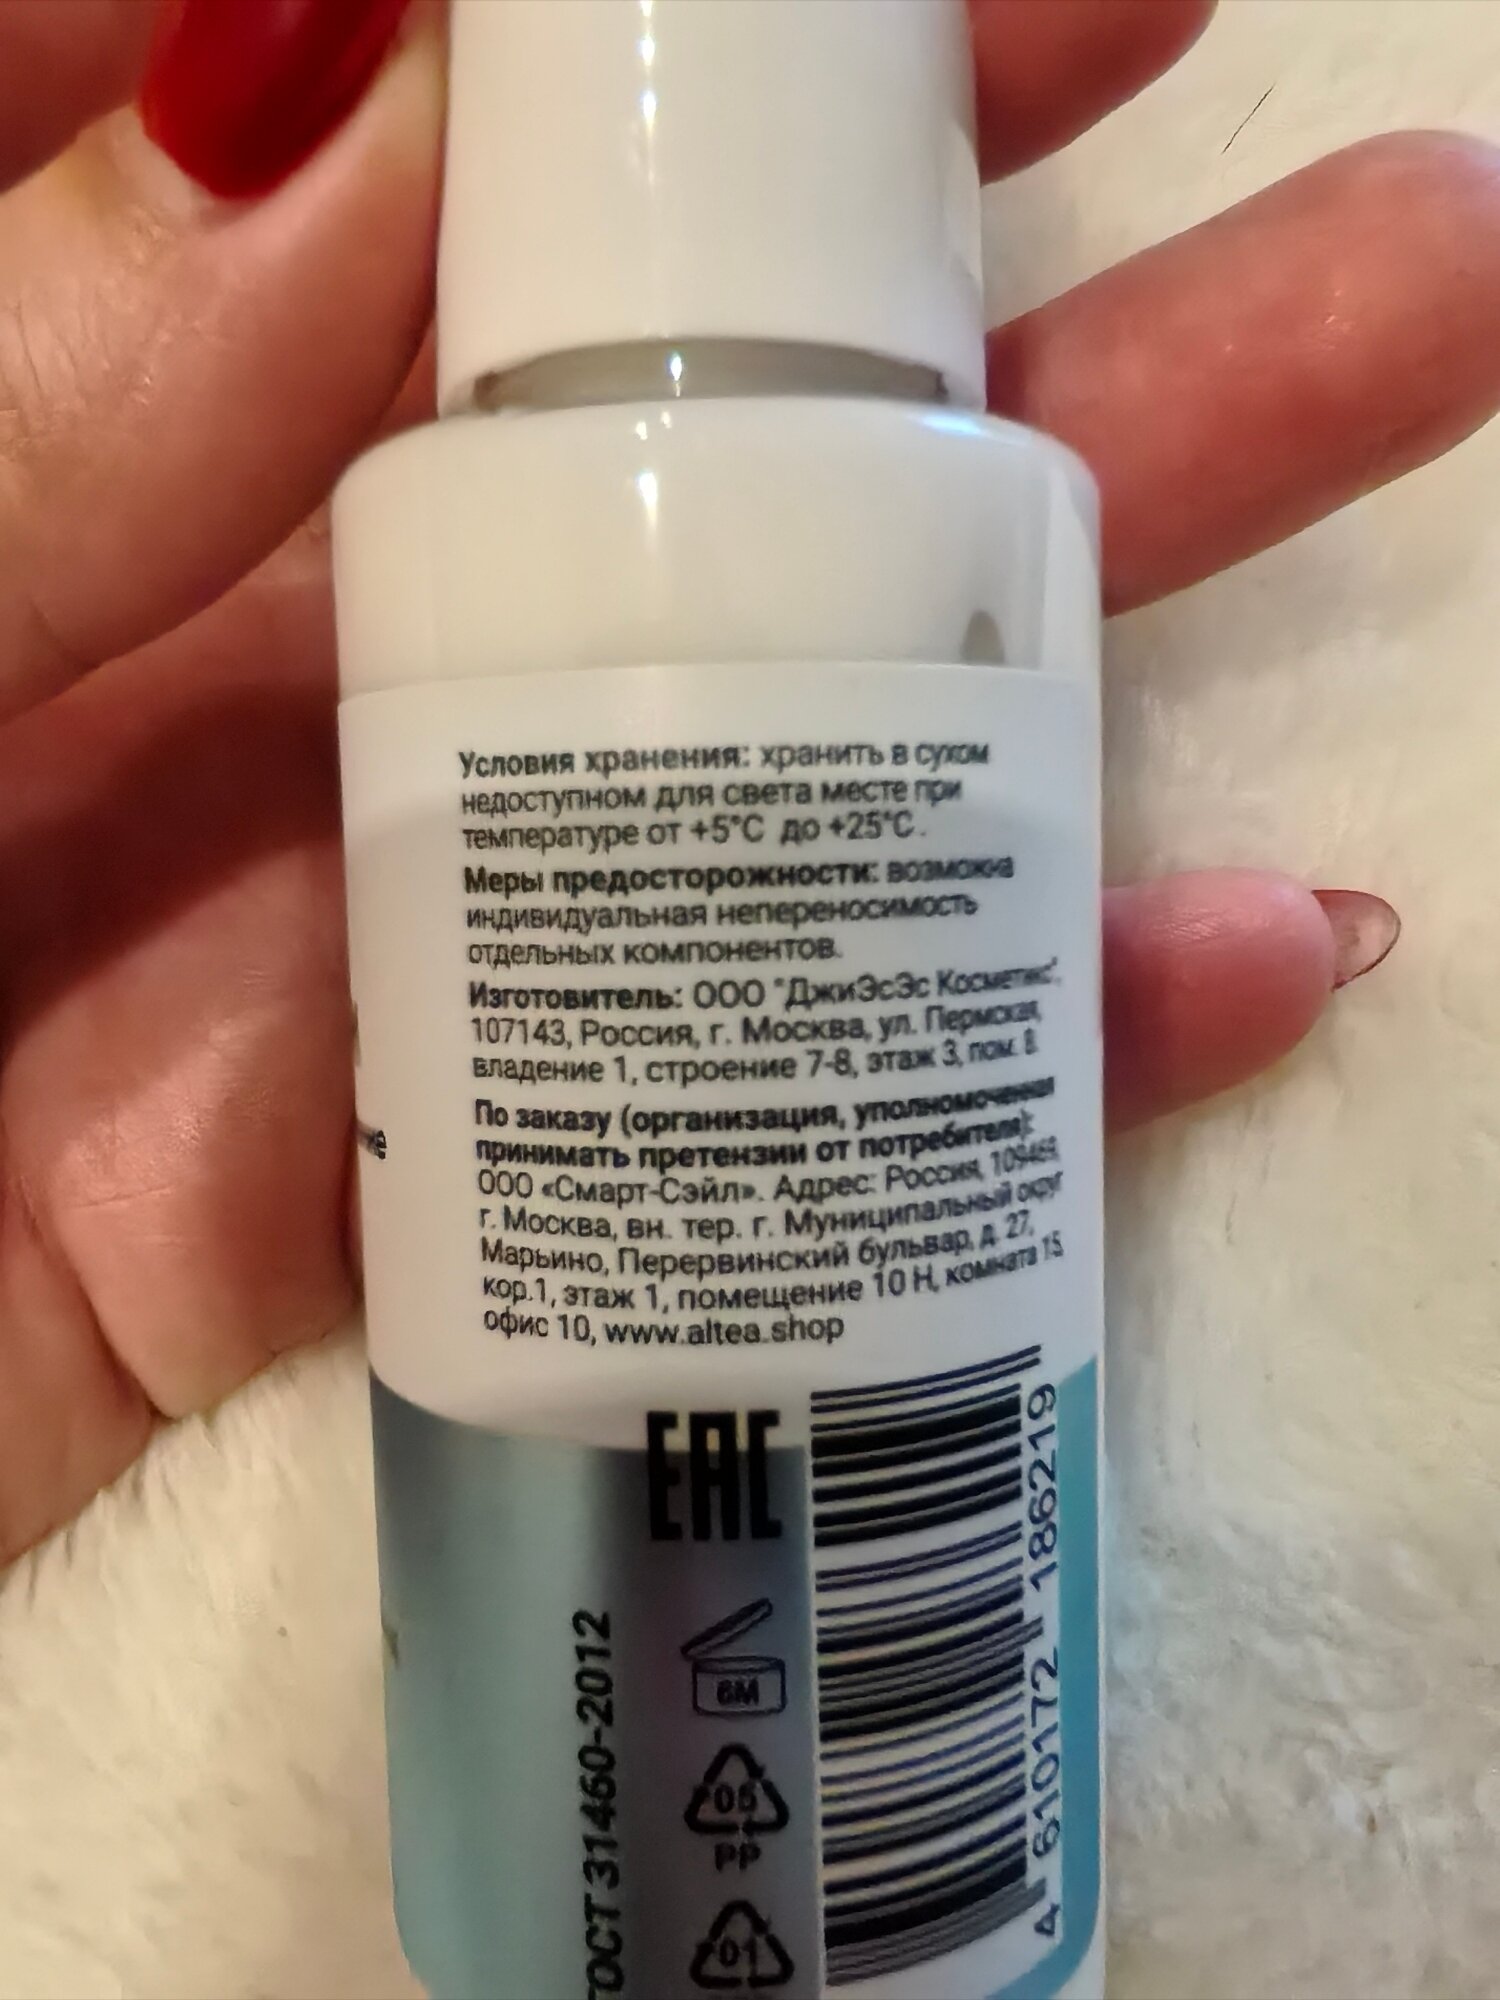 Условия хранения: хранить в сухом
недоступном для света месте при
температуре от +5°C до +25°C.
Меры предосторожности: возможна
индивидуальная непереносимость
отдельных компонентов.
Изготовитель: ООО "ДжиЭсЭс Косметикс",
107143, Россия, г. Москва, ул. Пермская,
владение 1, строение 7-8, этаж 3, пом. 8
По заказу (организация, уполномоченная
принимать претензии от потребителя):
ООО «Смарт-Сэйл». Адрес: Россия, 109469,
г. Москва, вн. тер. г. Муниципальный округ
Марьино, Перервинский бульвар, д. 27,
кор.1, этаж 1, помещение 10 Н, комната 15
офис 10, www.altea.shop
EAC
ГОСТ 31460-2012
6M
05
PP
01
4 610172 186219